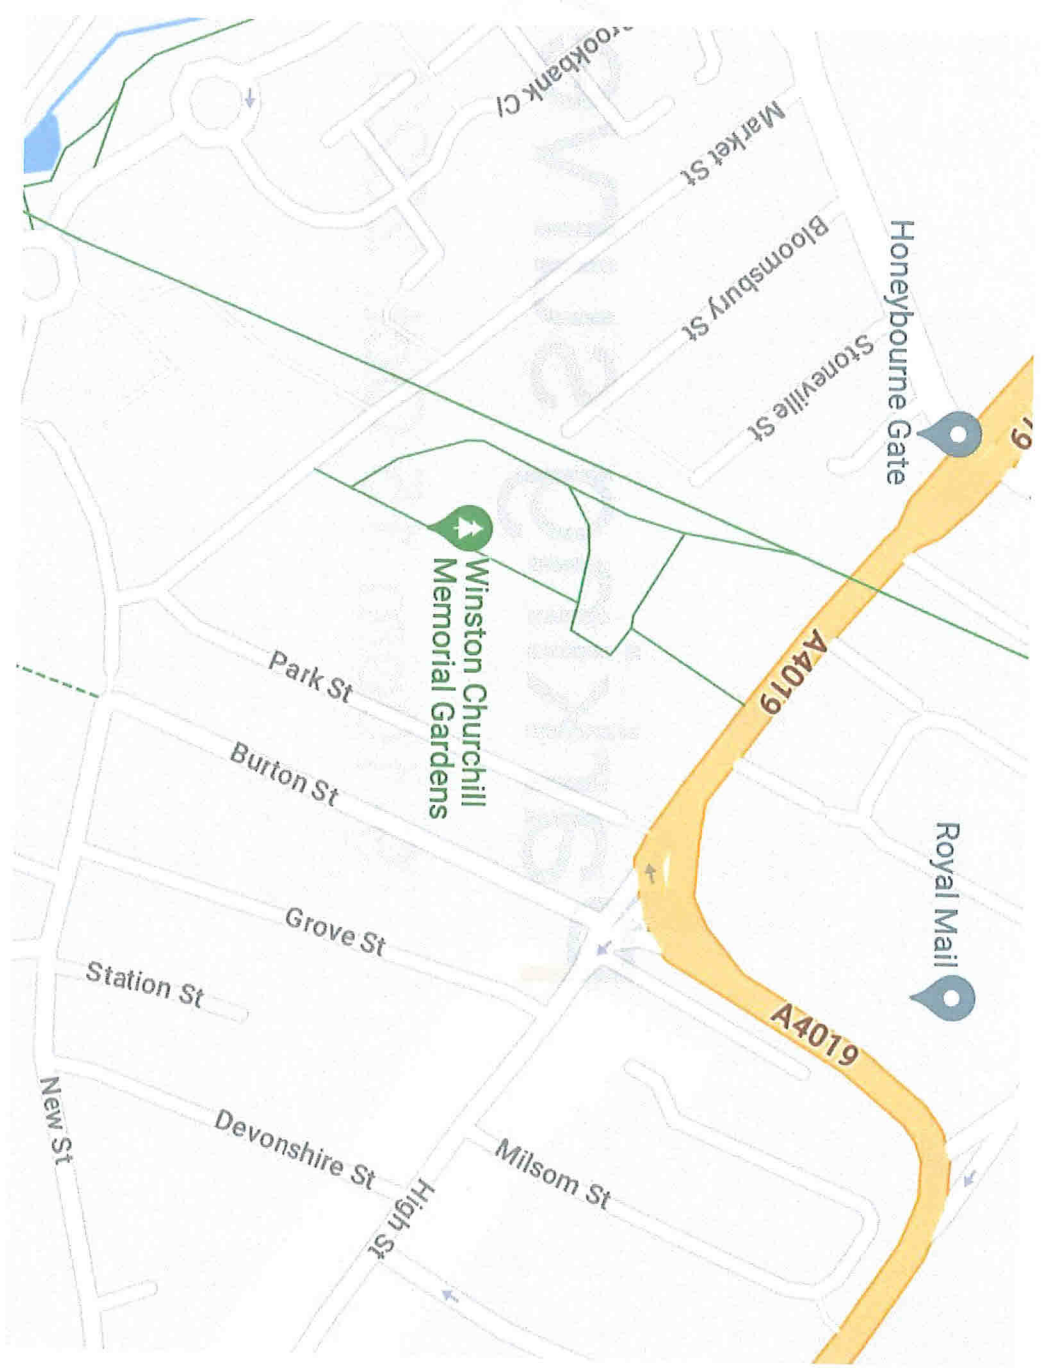 Brookbank Cl
Market St
Bloomsbury St
Stoneville St
Honeybourne Gate
A4019
Winston Churchill
Memorial Gardens
Park St
Burton St
Grove St
Station St
New St
Devonshire St
High St
Milsom St
A4019
Royal Mail